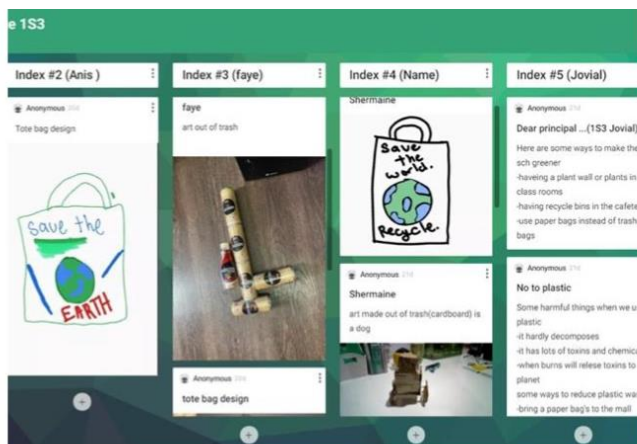 e 1S3
Index #2 (Anis )
Anonymous
Tote bag design
save the
EARTH
Index #3 (faye)
faye
art out of trash
Anonymous
tote bag design
Index #4 (Name)
Shermaine
save
the
world.
recycle.
Anonymous 21d
Shermaine
art made out of trash(cardboard) is
a dog
Index #5 (Jovial)
Anonymous 21d
Dear principal ...(1S3 Jovial)
Here are some ways to make the
sch greener
-haveing a plant wall or plants in
class rooms
-having recycle bins in the cafete
-use paper bags instead of trash
bags
Anonymous 21d
No to plastic
Some harmful things when we u
plastic
-it hardly decomposes
-it has lots of toxins and chemica
-when burns will relese toxins to
planet
some ways to reduce plastic wa
-bring a paper bag's to the mall